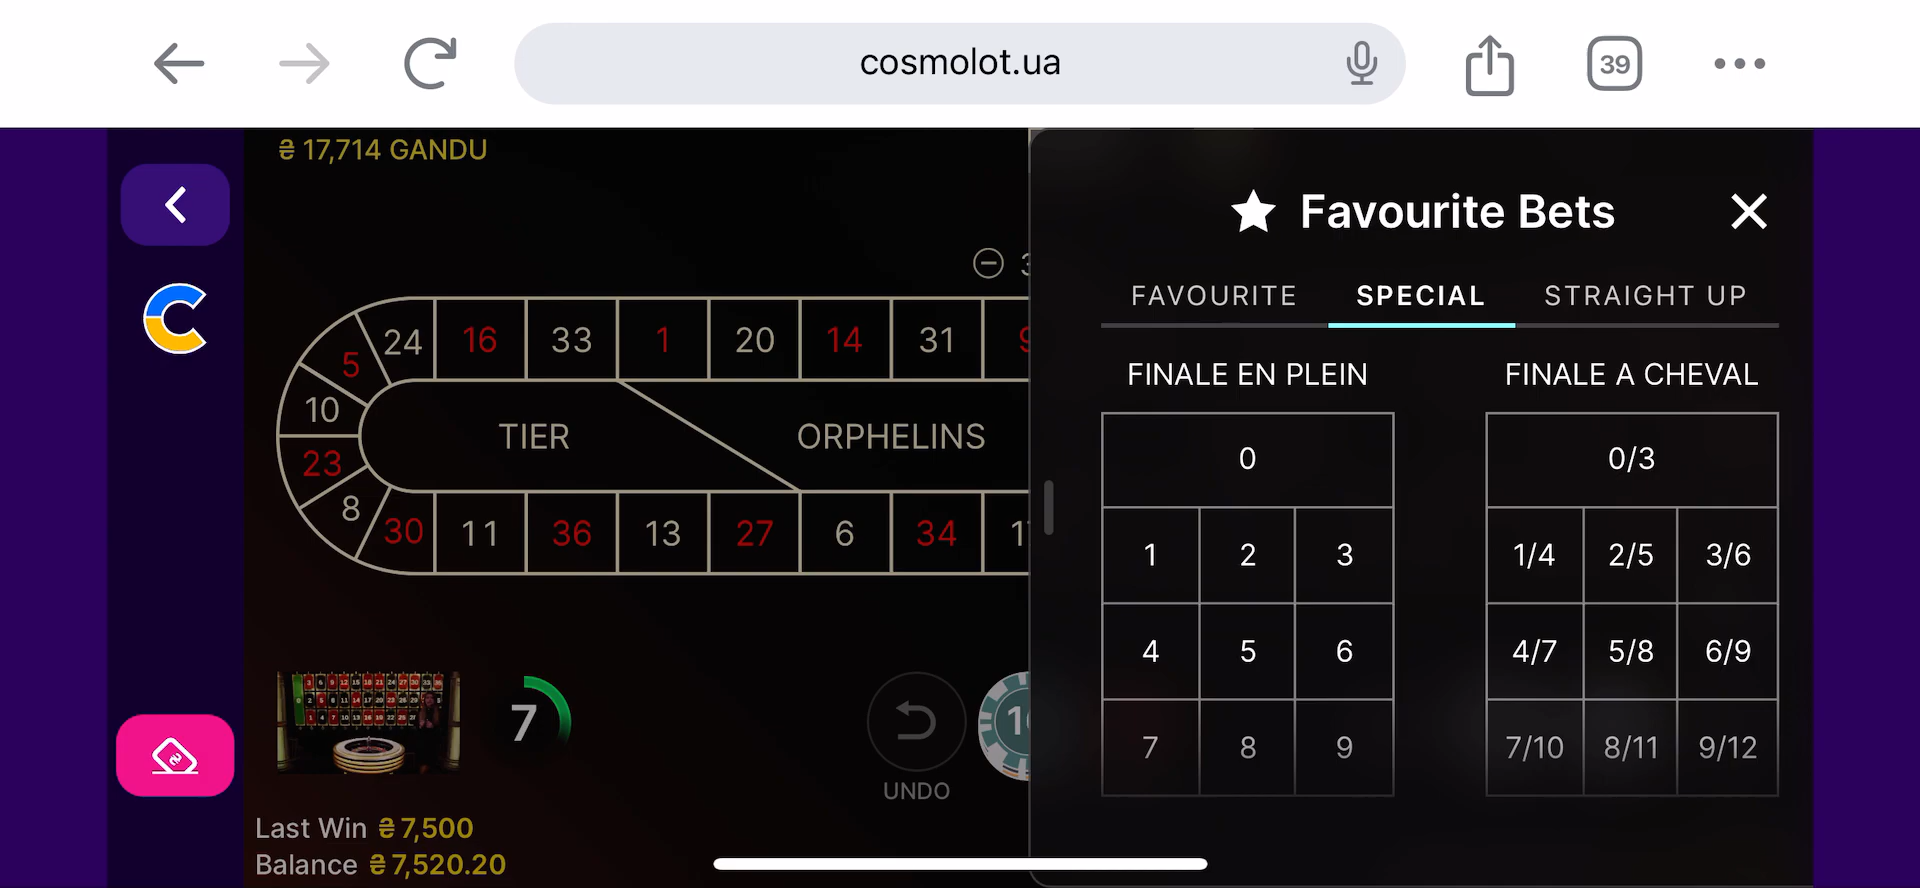 cosmolot.ua
39
₴ 17,714 GANDU
Favourite Bets
FAVOURITE SPECIAL STRAIGHT UP
FINALE EN PLEIN
0
1 2 3
4 5 6
7 8 9
FINALE A CHEVAL
0/3
1/4 2/5 3/6
4/7 5/8 6/9
7/10 8/11 9/12
5 24 16 33 1 20 14 31
10
TIER ORPHELINS
23
8 30 11 36 13 27 6 34
7
UNDO
Last Win ₴ 7,500
Balance ₴ 7,520.20